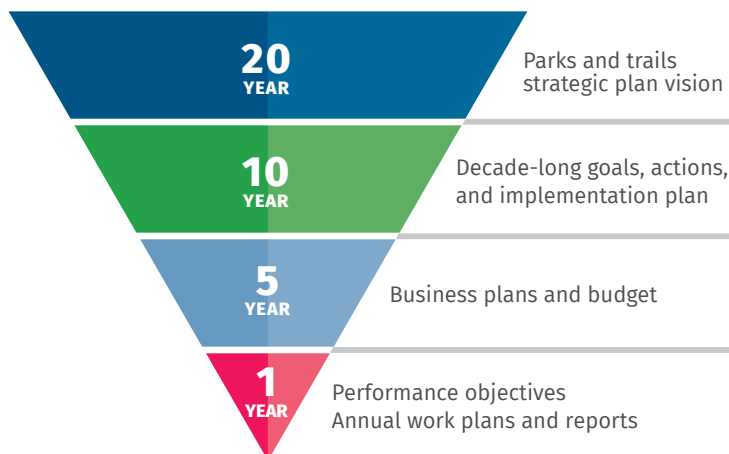 20
YEAR
Parks and trails
strategic plan vision
10
YEAR
Decade-long goals, actions,
and implementation plan
5
YEAR
Business plans and budget
1
YEAR
Performance objectives
Annual work plans and reports